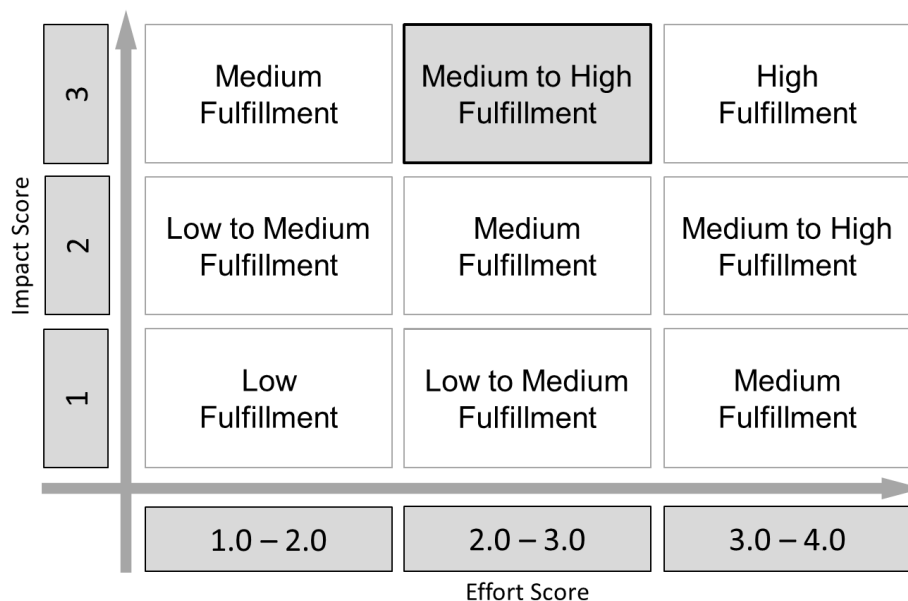 3
Medium
Fulfillment
Medium to High
Fulfillment
High
Fulfillment
Impact Score
2
Low to Medium
Fulfillment
Medium
Fulfillment
Medium to High
Fulfillment
1
Low
Fulfillment
Low to Medium
Fulfillment
Medium
Fulfillment
1.0 – 2.0
2.0 – 3.0
3.0 – 4.0
Effort Score